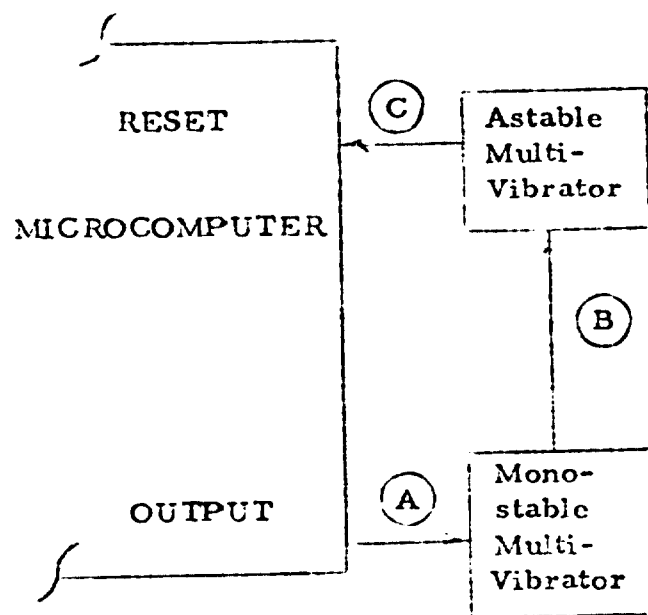 RESET
MICROCOMPUTER
OUTPUT
C
Astable
Multi-
Vibrator
B
A
Mono-
stable
Multi-
Vibrator